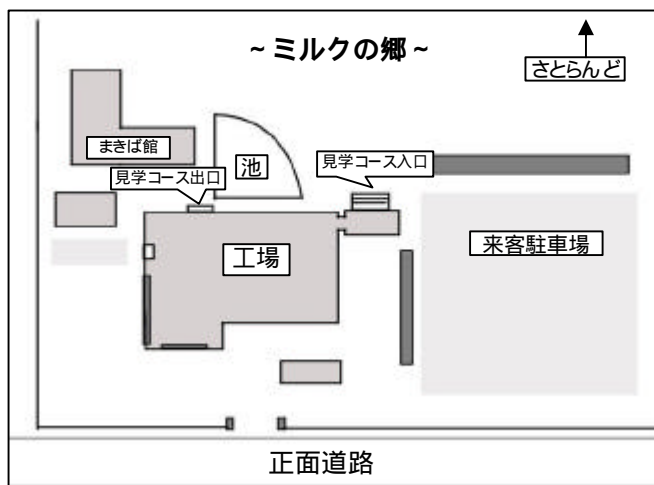 ~ミルクの郷~
さとらんど
まきば館
見学コース出口
池
見学コース入口
工場
来客駐車場
正面道路